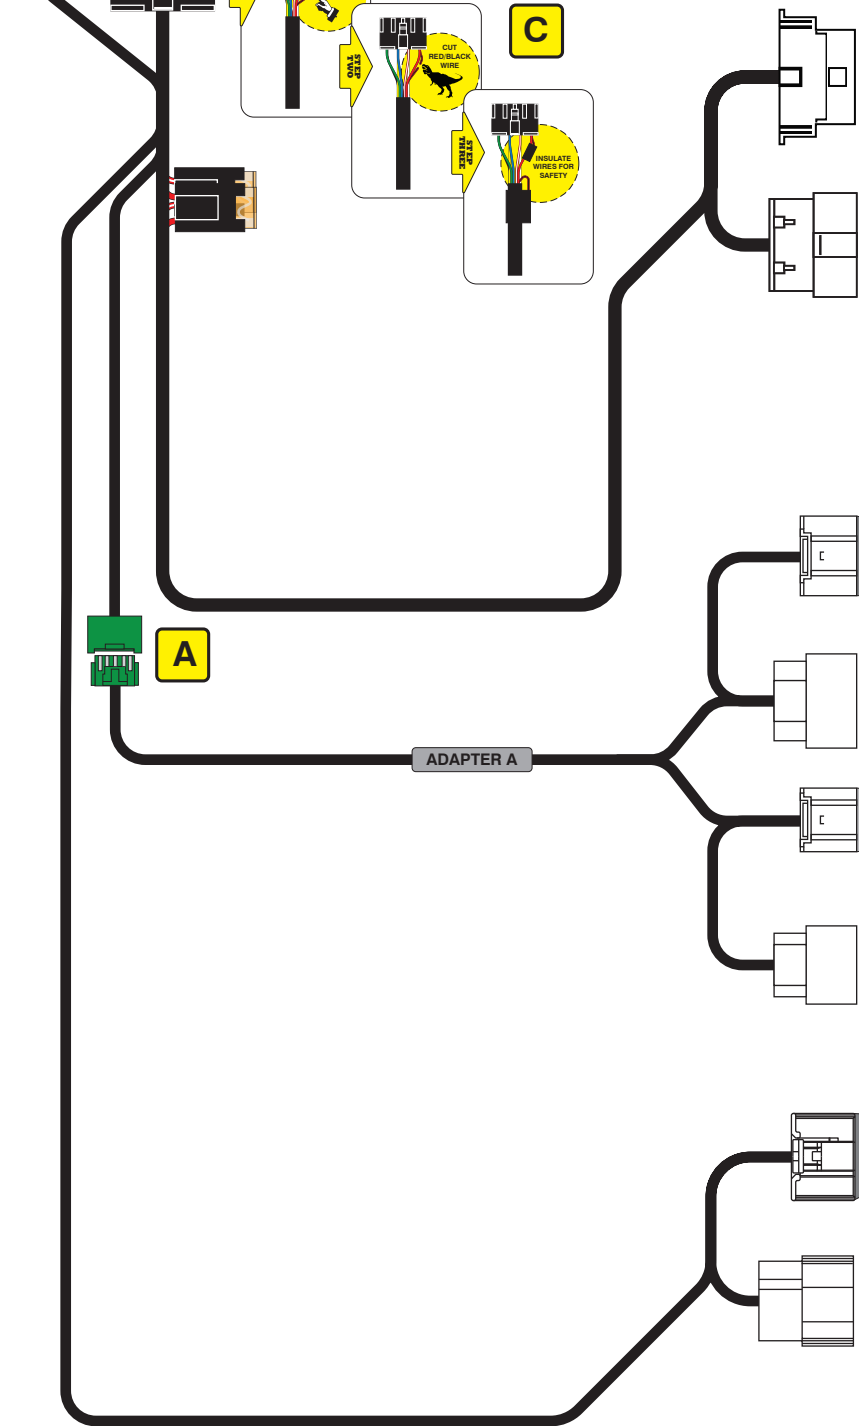 C
STEP
TWO
CUT
RED/BLACK
WIRE
STEP
THREE
INSULATE
WIRES FOR
SAFETY
A
ADAPTER A